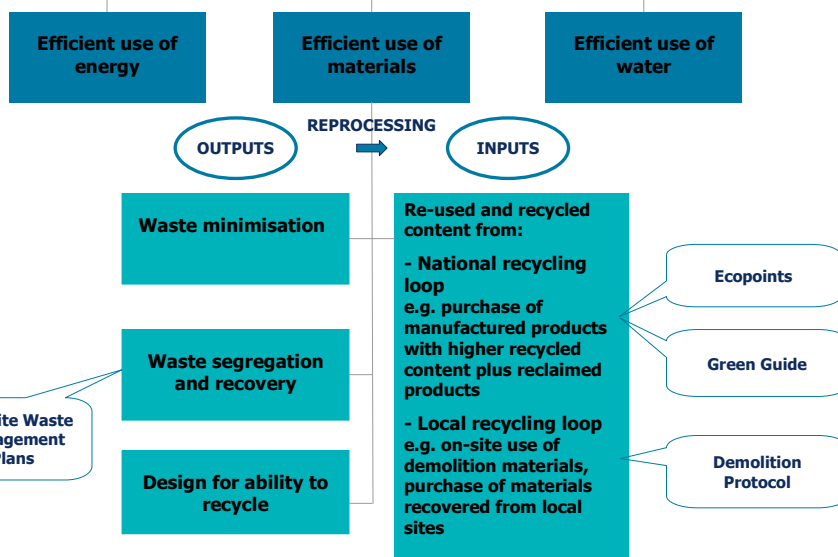 Efficient use of
energy
Efficient use of
materials
Efficient use of
water
REPROCESSING
OUTPUTS
INPUTS
Waste minimisation
Re-used and recycled
content from:
- National recycling
loop
e.g. purchase of
manufactured products
with higher recycled
content plus reclaimed
products
- Local recycling loop
e.g. on-site use of
demolition materials,
purchase of materials
recovered from local
sites
Ecopoints
Green Guide
Demolition
Protocol
Waste segregation
and recovery
Waste
Design for ability to
recycle